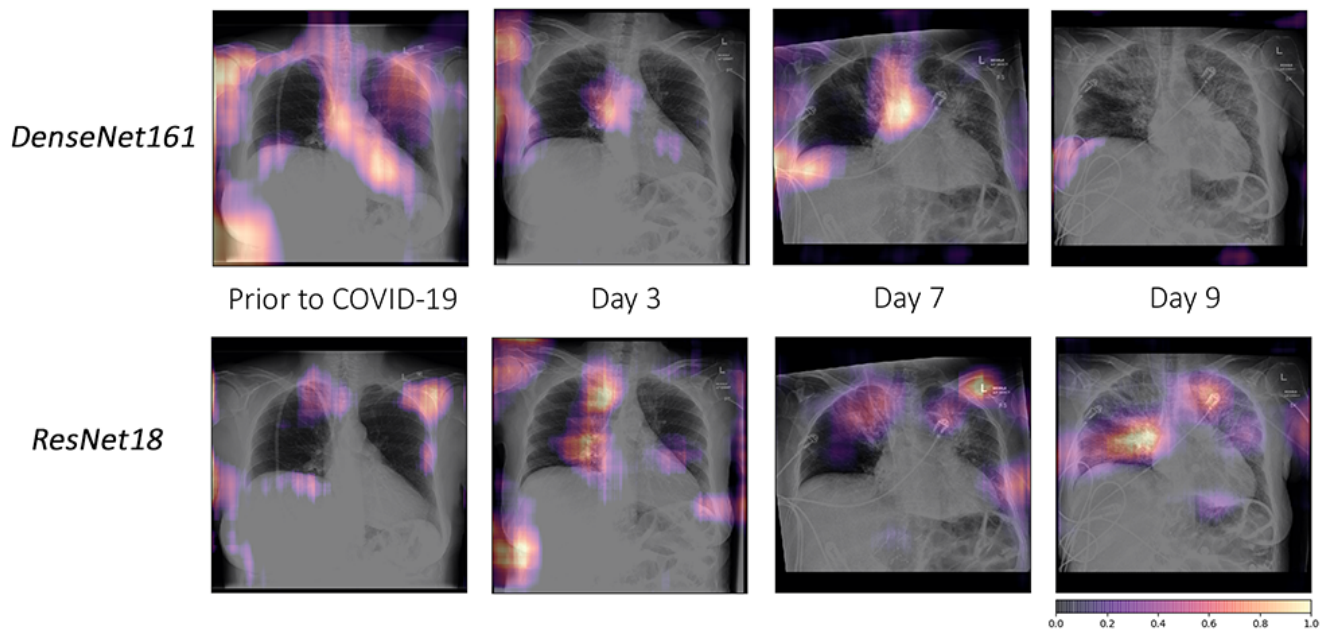 DenseNet161
Prior to COVID-19
Day 3
Day 7
Day 9
ResNet18
L
L
L
L
L
L
0.0
0.2
0.4
0.6
0.8
1.0